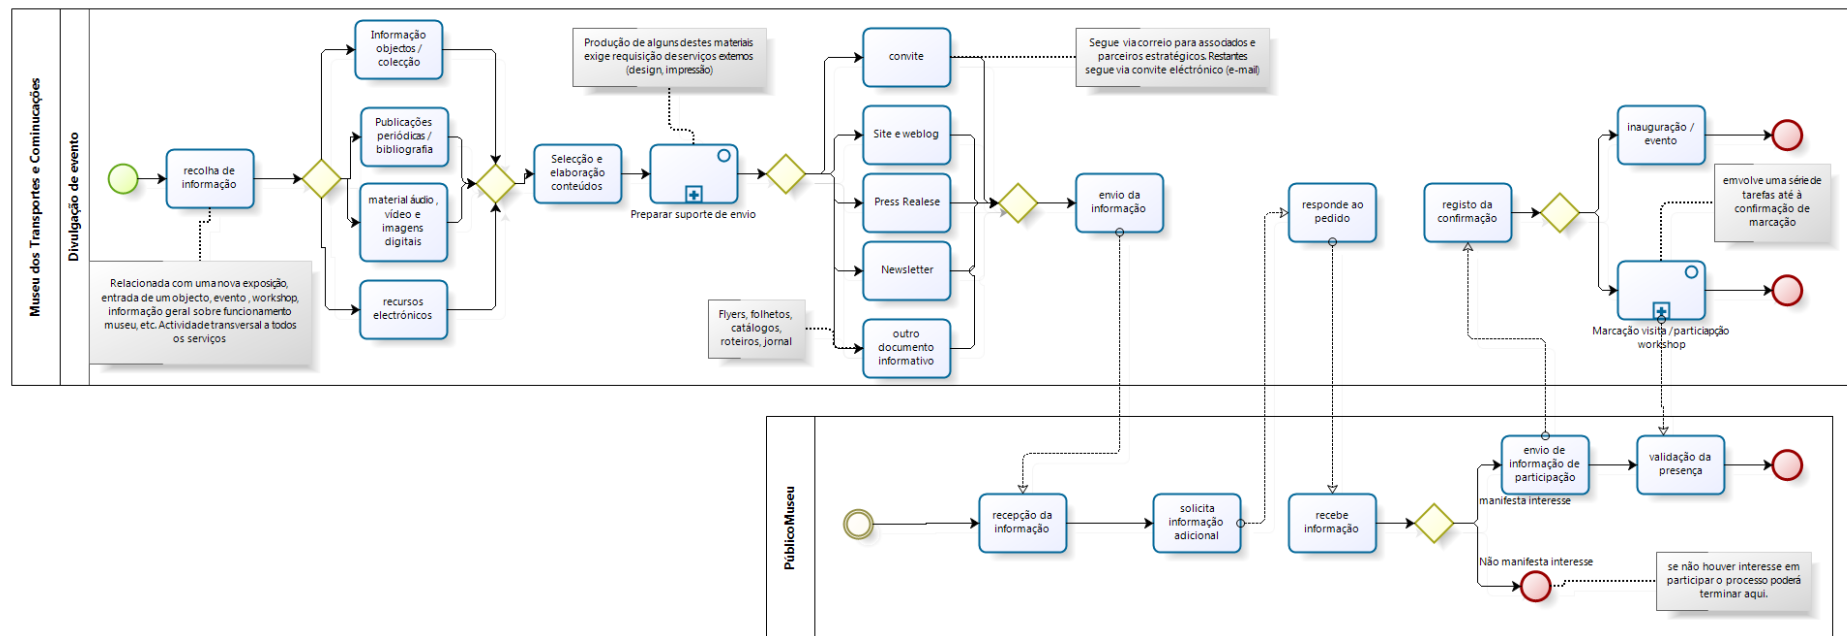 Museu dos Transportes e Cominucações
Divulgação de evento
recolha de
informação
Relacionada com uma nova exposição,
entrada de um objecto, evento , workshop,
informação geral sobre funcionamento
museu, etc. Actividade transversal a todos
os serviços
Informação
objectos /
colecção
Publicações
periódicas /
bibliografia
material áudio ,
vídeo e
imagens
digitais
recursos
electrónicos
Selecção e
elaboração
conteúdos
Produção de alguns destes materiais
exige requisição de serviços externos
(design, impressão)
Preparar suporte de envio
convite
Site e weblog
Press Realese
Newsletter
outro
documento
informativo
Flyers, folhetos,
catálogos,
roteiros, jornal
Segue via correio para associados e
parceiros estratégicos. Restantes
segue via convite eléctrónico (e-mail)
envio da
informação
responde ao
pedido
registo da
confirmação
inauguração /
evento
emvolve uma série de
tarefas até à
confirmação de
marcação
Marcação visita / particiapção
workshop
PúblicoMuseu
recepção da
informação
solicita
informação
adicional
recebe
informação
manifesta interesse
envio de
informação de
participação
validação da
presença
Não manifesta interesse
se não houver interesse em
participar o processo poderá
terminar aqui.